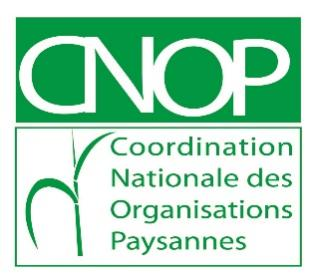 CNOP
Coordination
Nationale des
Organisations
Paysannes